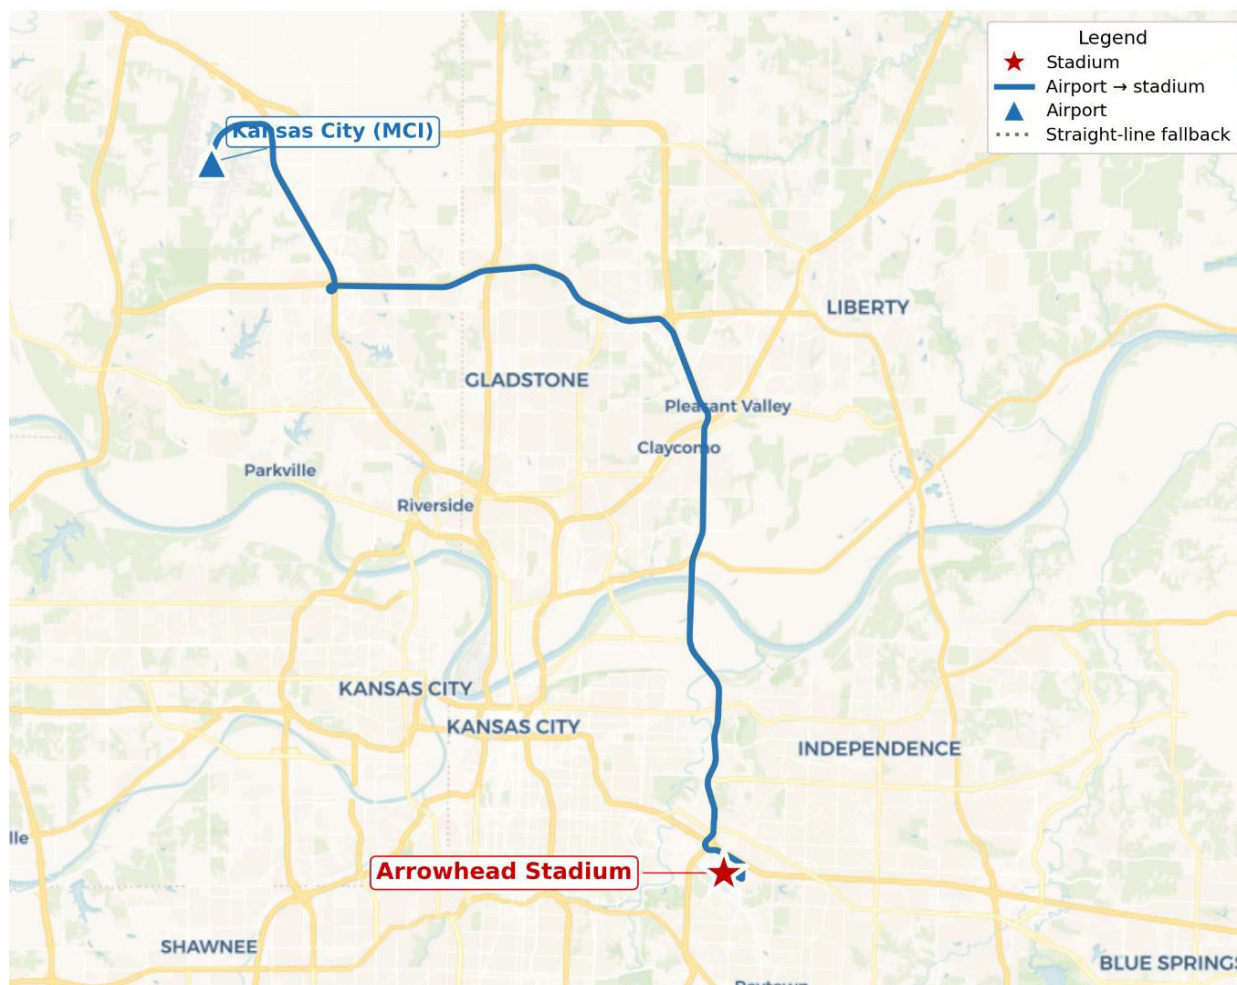 Legend
Stadium
Airport → stadium
Airport
Straight-line fallback
Kansas City (MCI)
LIBERTY
GLADSTONE
Pleasant Valley
Claycomo
Parkville
Riverside
KANSAS CITY
KANSAS CITY
INDEPENDENCE
lle
Arrowhead Stadium
SHAWNEE
BLUE SPRINGS